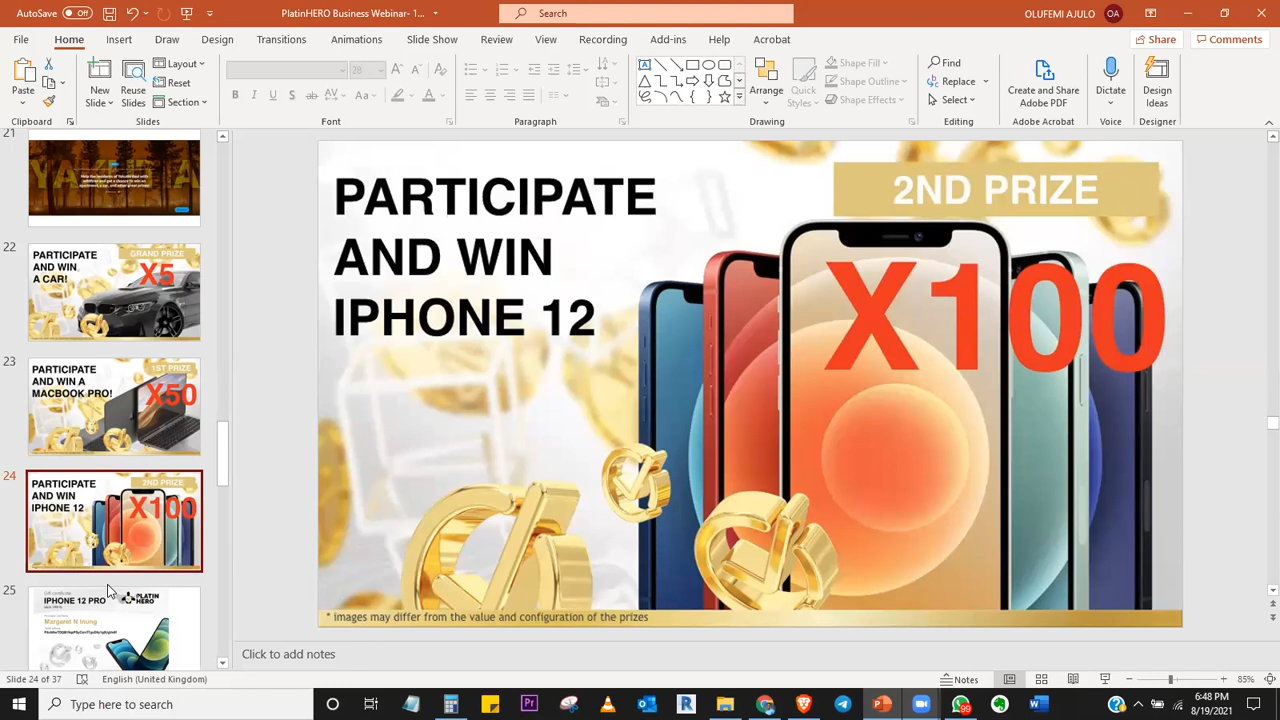 AutoSave Off
PlatinHERO Business Webinar- 1...
Search
OLUFEMI AJULO OA
File Home Insert Draw Design Transitions Animations Slide Show Review View Recording Add-ins Help Acrobat
Share Comments
Paste
Clipboard
New Slide
Reuse Slides
Layout
Reset
Section
Slides
28
Font
Paragraph
Arrange
Quick Styles
Shape Fill
Shape Outline
Shape Effects
Drawing
Find
Replace
Select
Editing
Create and Share Adobe PDF
Adobe Acrobat
Dictate
Voice
Design Ideas
Designer
21
22
PARTICIPATE
AND WIN
A CAR!
GRAND PRIZE
X5
23
PARTICIPATE
AND WIN A
MACBOOK PRO!
1ST PRIZE
X50
24
PARTICIPATE
AND WIN
IPHONE 12
2ND PRIZE
X100
25
Gift certificate
IPHONE 12 PRO
PLATIN
HERO
Margaret N Inung
PARTICIPATE
AND WIN
IPHONE 12
2ND PRIZE
X100
* images may differ from the value and configuration of the prizes
Click to add notes
Slide 24 of 37
English (United Kingdom)
Notes
85%
Type here to search
99
6:48 PM
8/19/2021